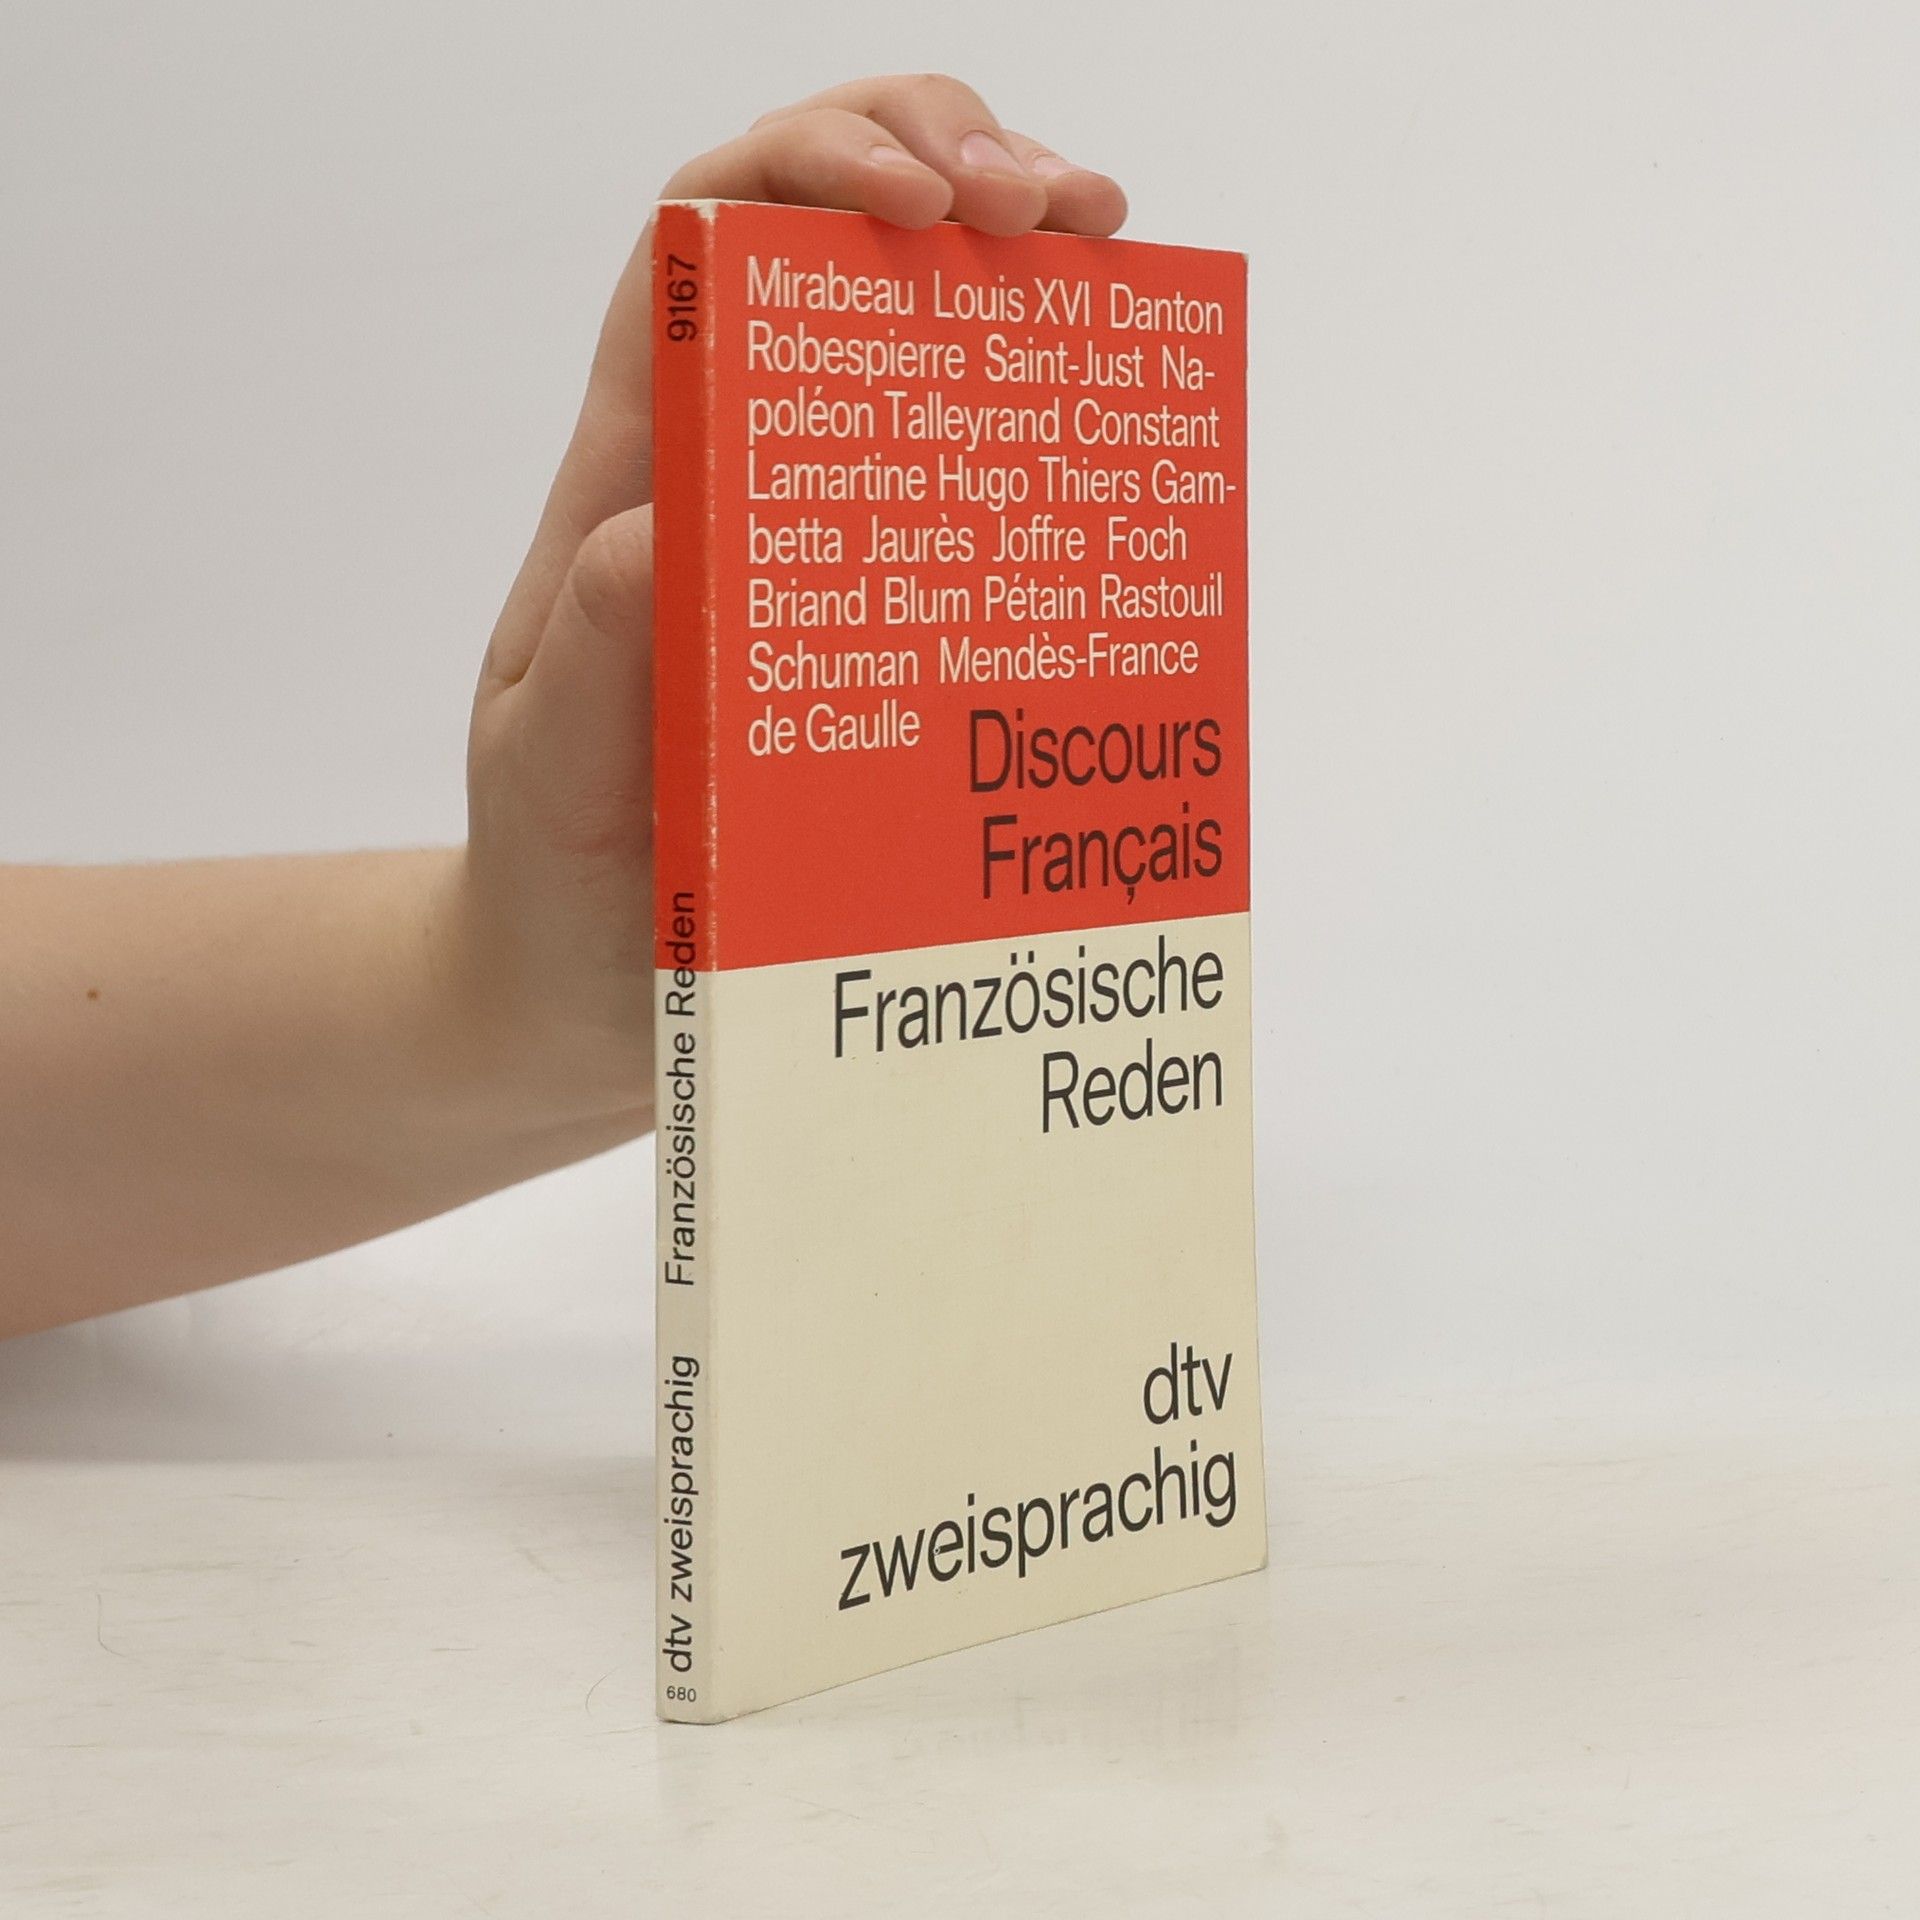 Mirabeau Louis XVI Danton
Robespierre Saint-Just Na-
poléon Talleyrand Constant
Lamartine Hugo Thiers Gam-
betta Jaurès Joffre Foch
Briand Blum Pétain Rastouil
Schuman Mendès-France
de Gaulle
Discours
Français
Französische
Reden
dtv
zweisprachig
9167
Französische Reden
dtv zweisprachig
680